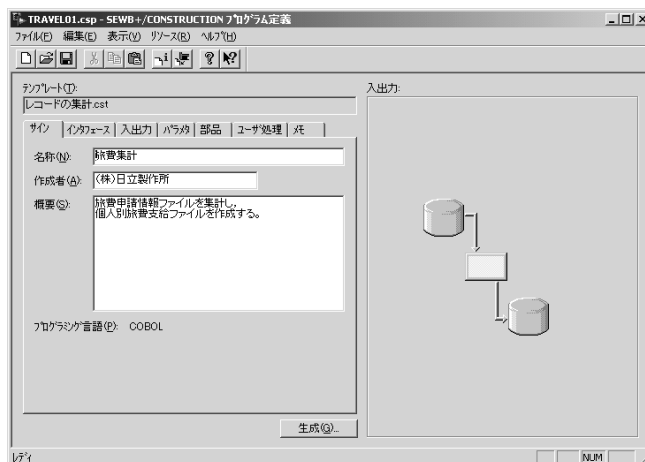 TRAVEL01.csp - SEWB+/CONSTRUCTION ﾌﾟﾛｸﾞﾗﾑ定義
ﾌｧｲﾙ(F) 編集(E) 表示(V) ﾘｿｰｽ(R) ﾍﾙﾌﾟ(H)
ﾃﾝﾌﾟﾚｰﾄ(T):
入出力:
レコードの集計.cst
ｻｲﾝ ｲﾝﾀﾌｪｰｽ 入出力 ﾊﾟﾗﾒﾀ 部品 ﾕｰｻﾞ処理 ﾒﾓ
名称(N): 旅費集計
作成者(A): (株)日立製作所
概要(S): 旅費申請情報ファイルを集計し，
個人別旅費支給ファイルを作成する。
ﾌﾟﾛｸﾞﾗﾐﾝｸﾞ言語(P): COBOL
生成(G)...
ﾚﾃﾞｨ
NUM